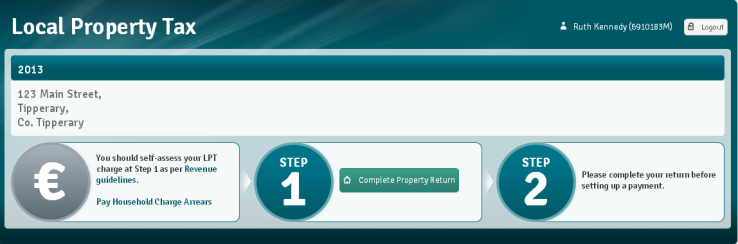 Local Property Tax
Ruth Kennedy (6910183M)
Logout
2013
123 Main Street,
Tipperary,
Co. Tipperary
€
You should self-assess your LPT
charge at Step 1 as per Revenue
guidelines.
Pay Household Charge Arrears
STEP
1
Complete Property Return
STEP
2
Please complete your return before
setting up a payment.